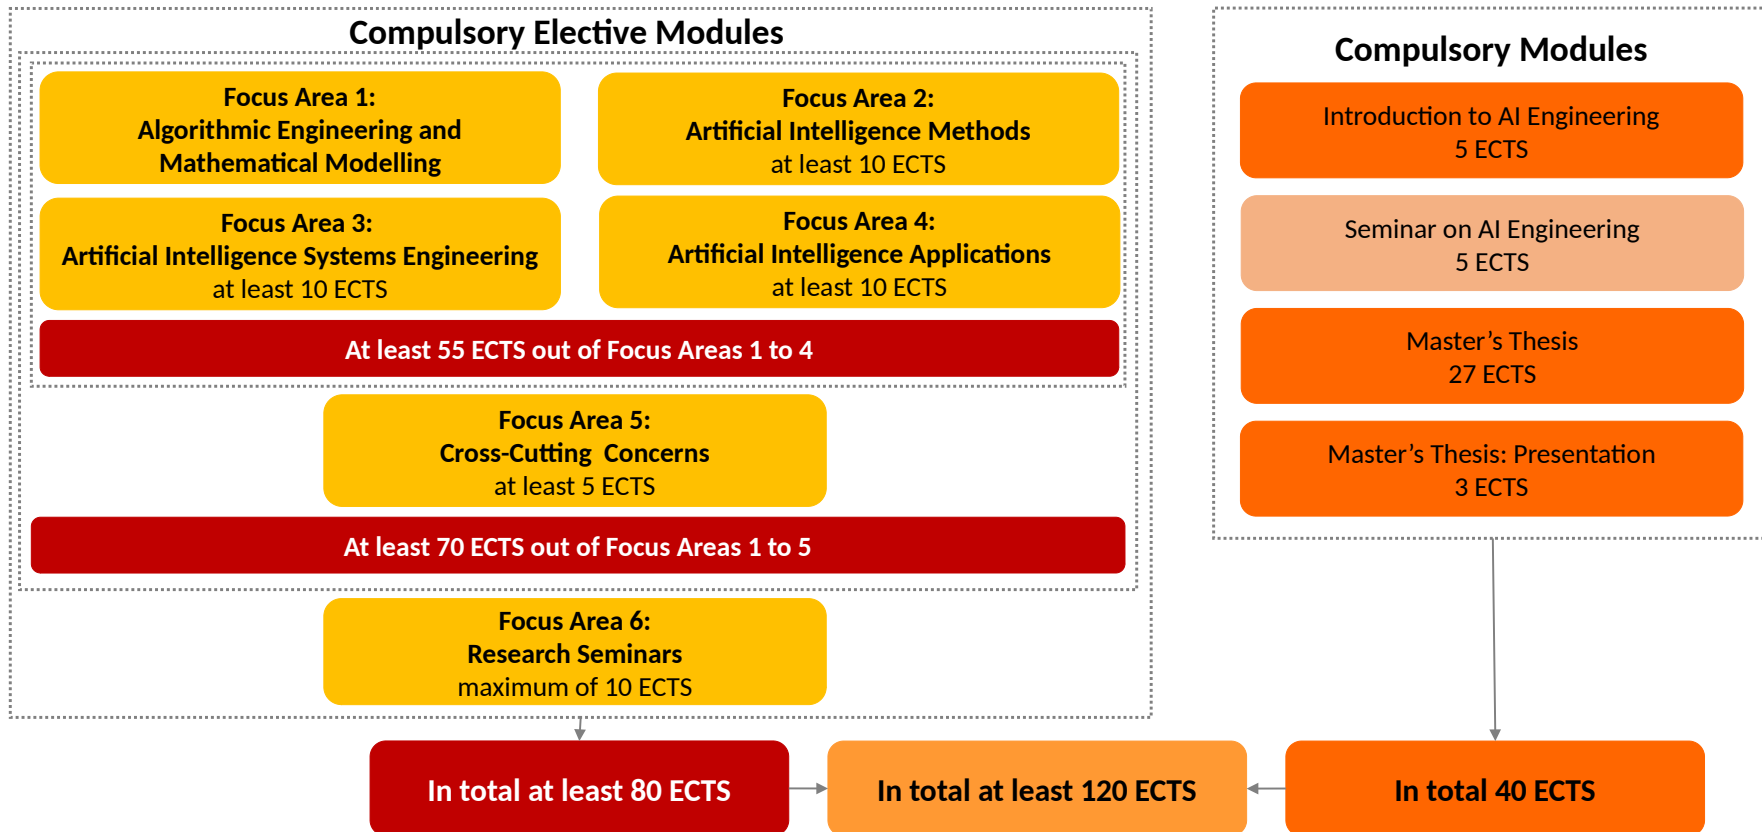 Compulsory Elective Modules
Focus Area 1:
Algorithmic Engineering and
Mathematical Modelling
Focus Area 2:
Artificial Intelligence Methods
at least 10 ECTS
Focus Area 3:
Artificial Intelligence Systems Engineering
at least 10 ECTS
Focus Area 4:
Artificial Intelligence Applications
at least 10 ECTS
At least 55 ECTS out of Focus Areas 1 to 4
Focus Area 5:
Cross-Cutting Concerns
at least 5 ECTS
At least 70 ECTS out of Focus Areas 1 to 5
Focus Area 6:
Research Seminars
maximum of 10 ECTS
Compulsory Modules
Introduction to AI Engineering
5 ECTS
Seminar on AI Engineering
5 ECTS
Master’s Thesis
27 ECTS
Master’s Thesis: Presentation
3 ECTS
In total at least 80 ECTS
In total at least 120 ECTS
In total 40 ECTS